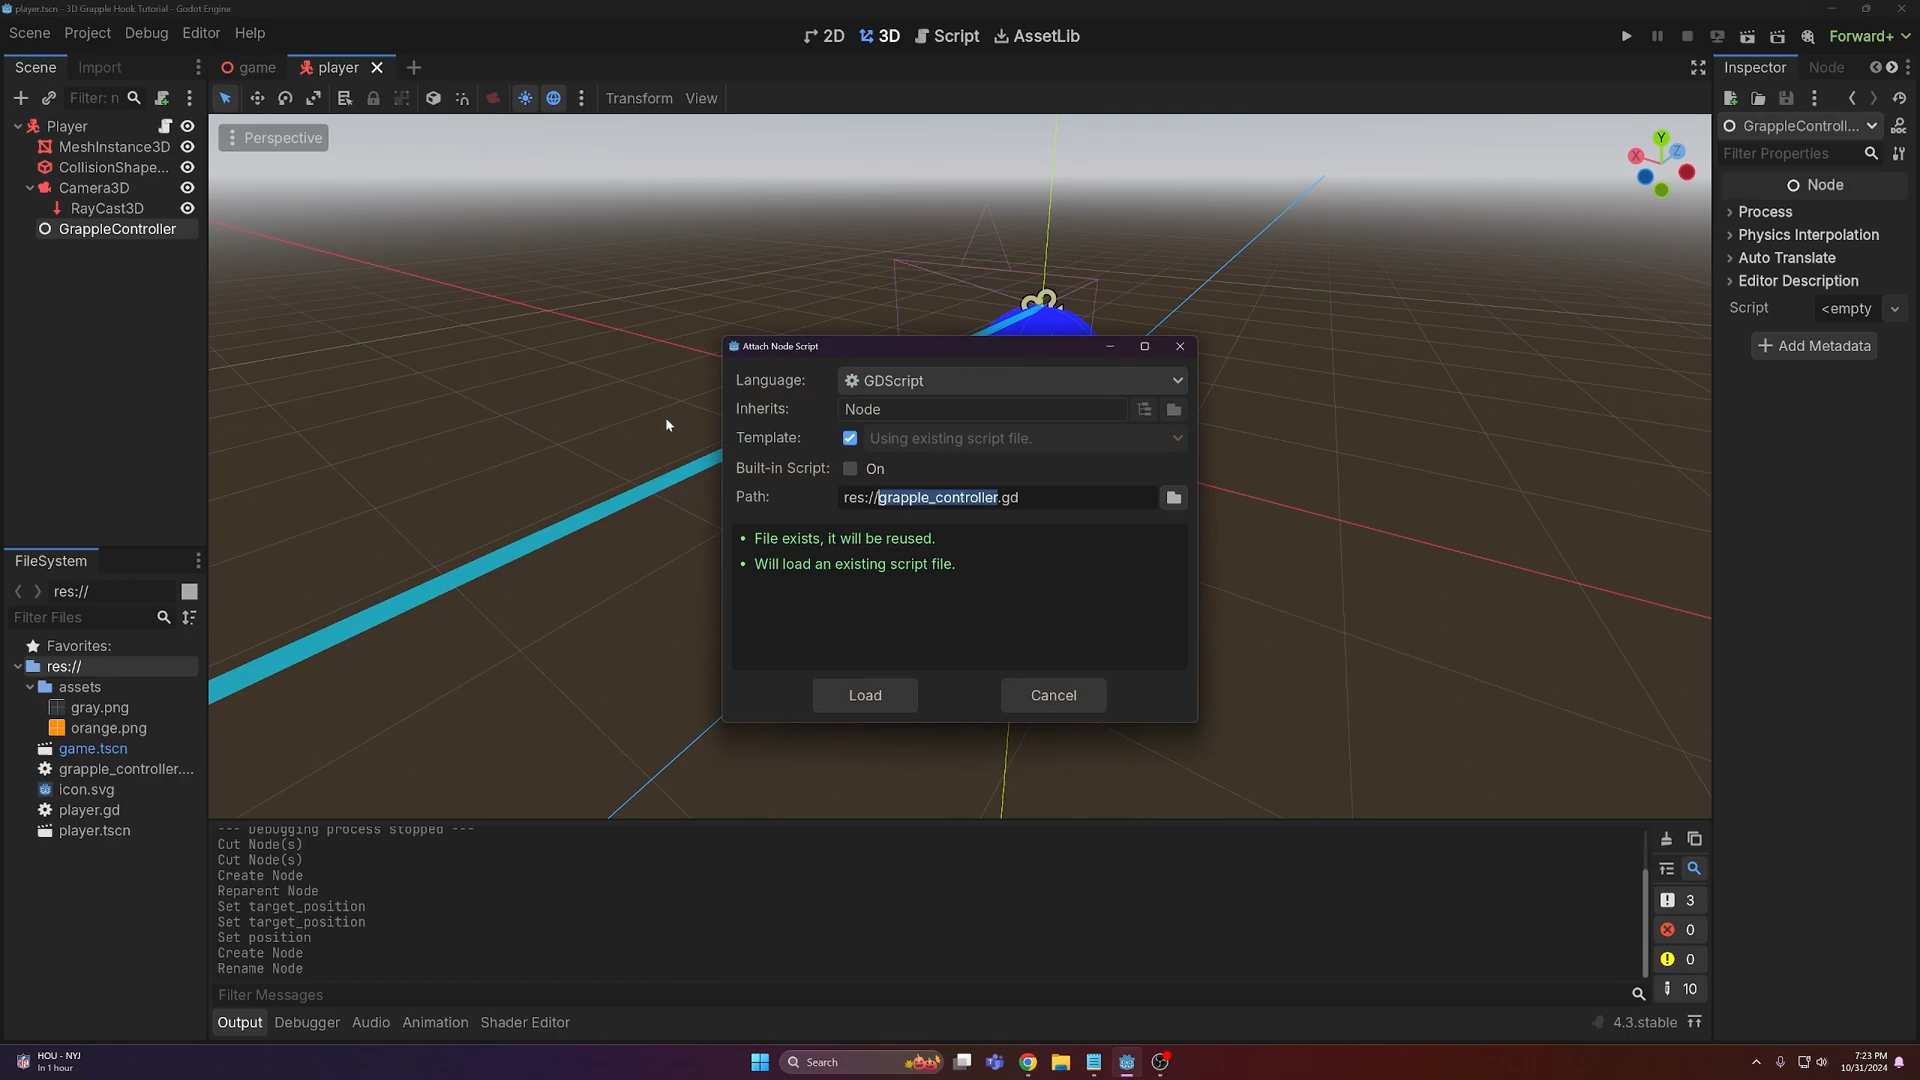 player.tscn - 3D Grapple Hook Tutorial - Godot Engine
Scene Project Debug Editor Help
2D 3D Script AssetLib
Forward+
Scene Import
game player
Inspector Node
Filter: n
Transform View
Player
MeshInstance3D
CollisionShape...
Camera3D
RayCast3D
GrappleController
Perspective
Y
X
Z
GrappleControll...
Filter Properties
Node
Process
Physics Interpolation
Auto Translate
Editor Description
Script <empty
Add Metadata
Attach Node Script
Language: GDScript
Inherits: Node
Template: Using existing script file.
Built-in Script: On
Path: res://grapple_controller.gd
• File exists, it will be reused.
• Will load an existing script file.
Load Cancel
FileSystem
res://
Filter Files
Favorites:
res://
assets
gray.png
orange.png
game.tscn
grapple_controller....
icon.svg
player.gd
player.tscn
--- Debugging process stopped ---
Cut Node(s)
Cut Node(s)
Create Node
Reparent Node
Set target_position
Set target_position
Set position
Create Node
Rename Node
3
0
0
10
Filter Messages
Output Debugger Audio Animation Shader Editor
4.3.stable
HOU - NYJ
In 1 hour
Search
7:23 PM
10/31/2024